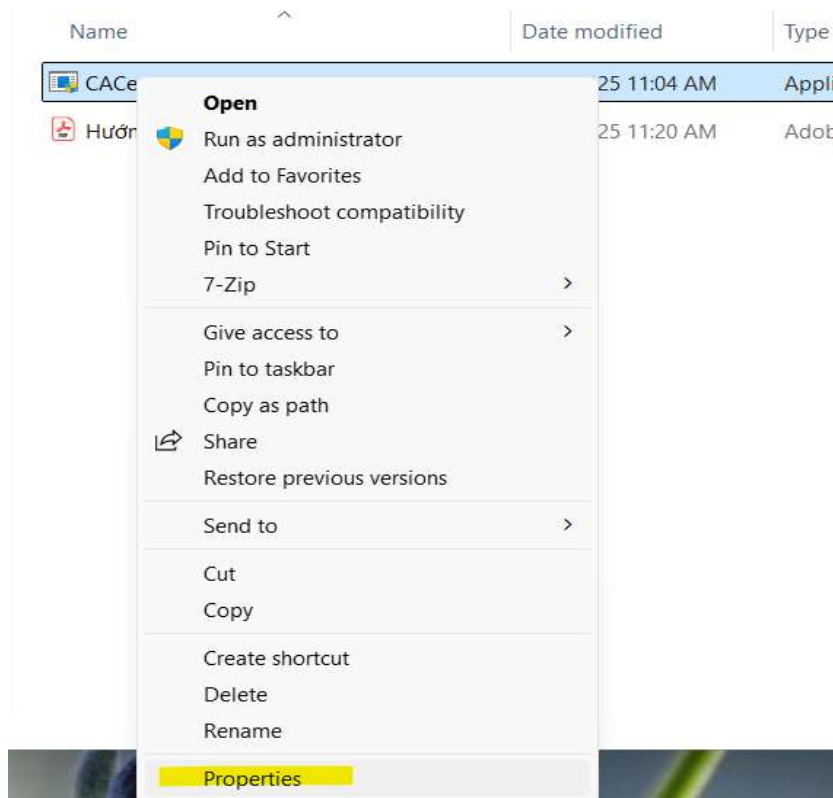 Name Date modified Type
CACe 25 11:04 AM Appli
Hướn 25 11:20 AM Adob
Open
Run as administrator
Add to Favorites
Troubleshoot compatibility
Pin to Start
7-Zip
Give access to
Pin to taskbar
Copy as path
Share
Restore previous versions
Send to
Cut
Copy
Create shortcut
Delete
Rename
Properties